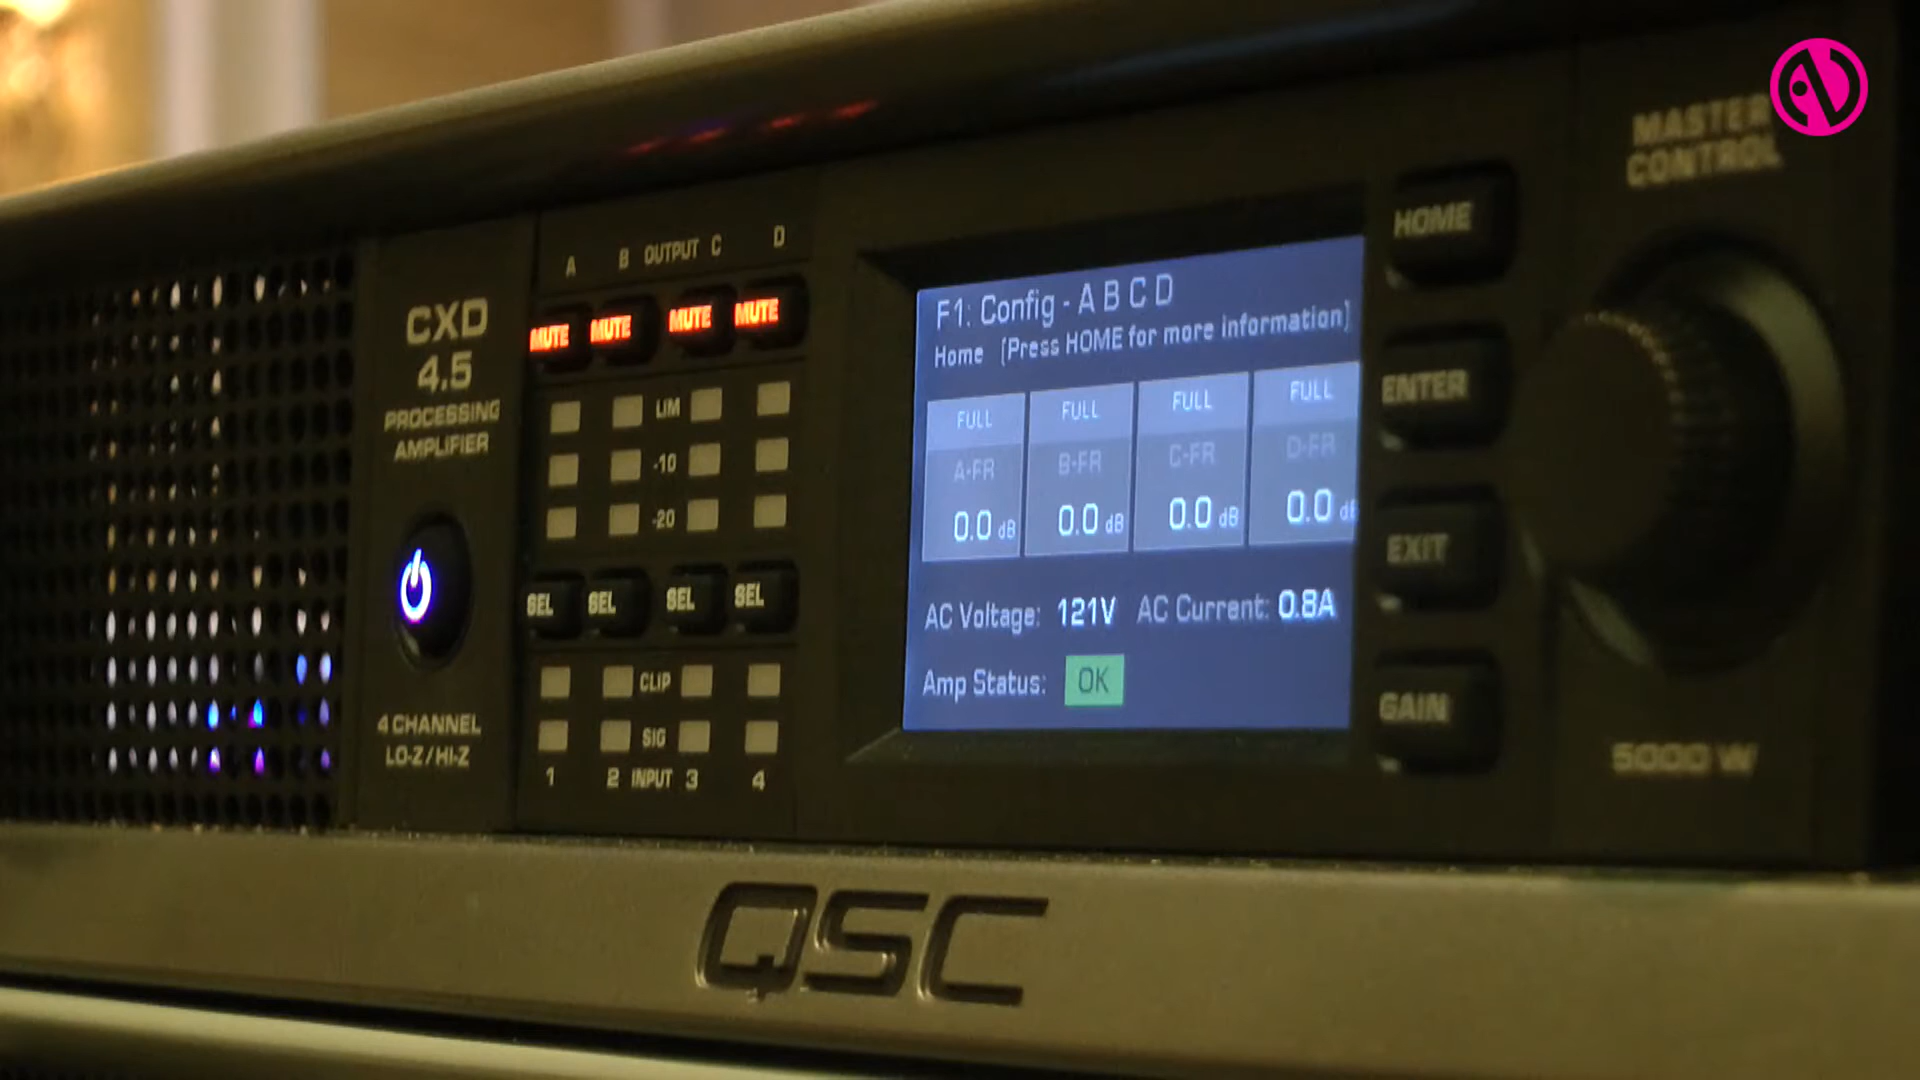 CXD
4.5
PROCESSING
AMPLIFIER
4 CHANNEL
LO-Z / HI-Z
A B OUTPUT C D
MUTE MUTE MUTE MUTE
LIM
-10
-20
SEL SEL SEL SEL
CLIP
SIG
1 2 INPUT 3 4
F1: Config - A B C D
Home [Press HOME for more information]
FULL FULL FULL FULL
A-FR B-FR C-FR D-FR
0.0 dB 0.0 dB 0.0 dB 0.0 dB
AC Voltage: 121V AC Current: 0.8A
Amp Status: OK
HOME
ENTER
EXIT
GAIN
MASTER
CONTROL
5000 W
QSC